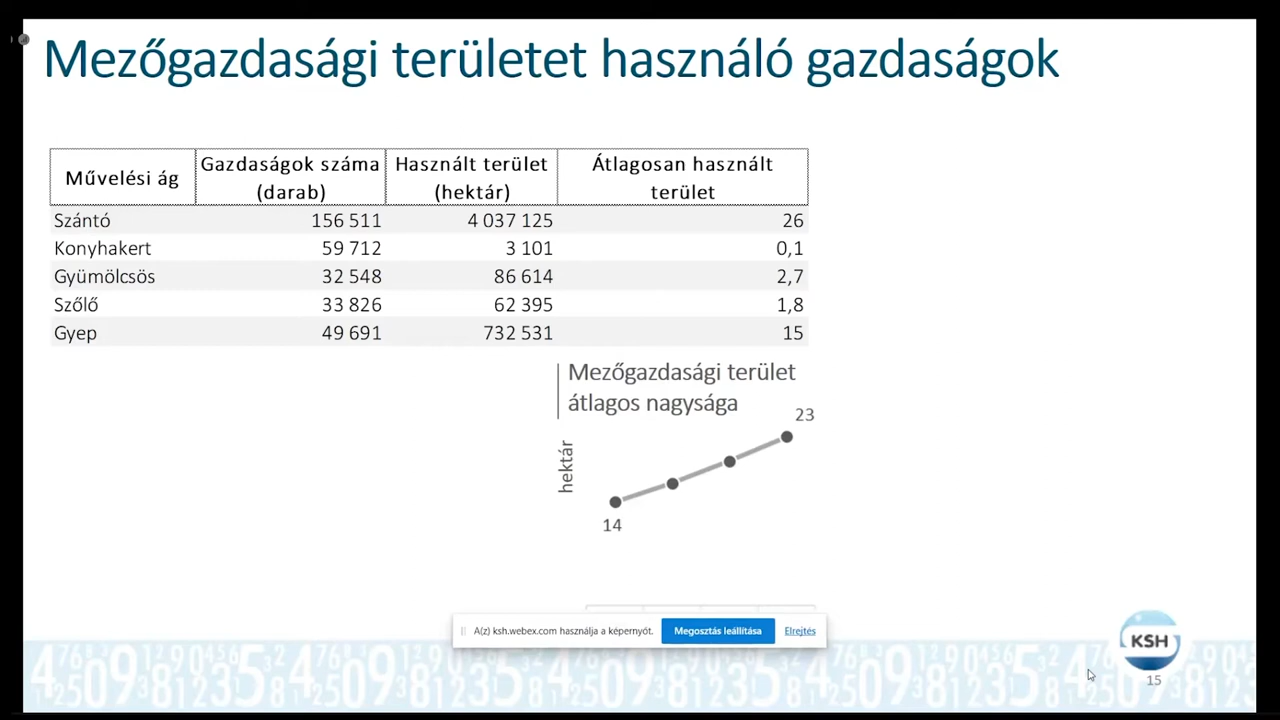 Mezőgazdasági területet használó gazdaságok
Művelési ág | Gazdaságok száma (darab) | Használt terület (hektár) | Átlagosan használt terület
Szántó 156 511 4 037 125 26
Konyhakert 59 712 3 101 0,1
Gyümölcsös 32 548 86 614 2,7
Szőlő 33 826 62 395 1,8
Gyep 49 691 732 531 15
Mezőgazdasági terület
átlagos nagysága
23
hektár
14
A(z) ksh.webex.com használja a képernyőt. Megosztás leállítása Elrejtés
KSH
15